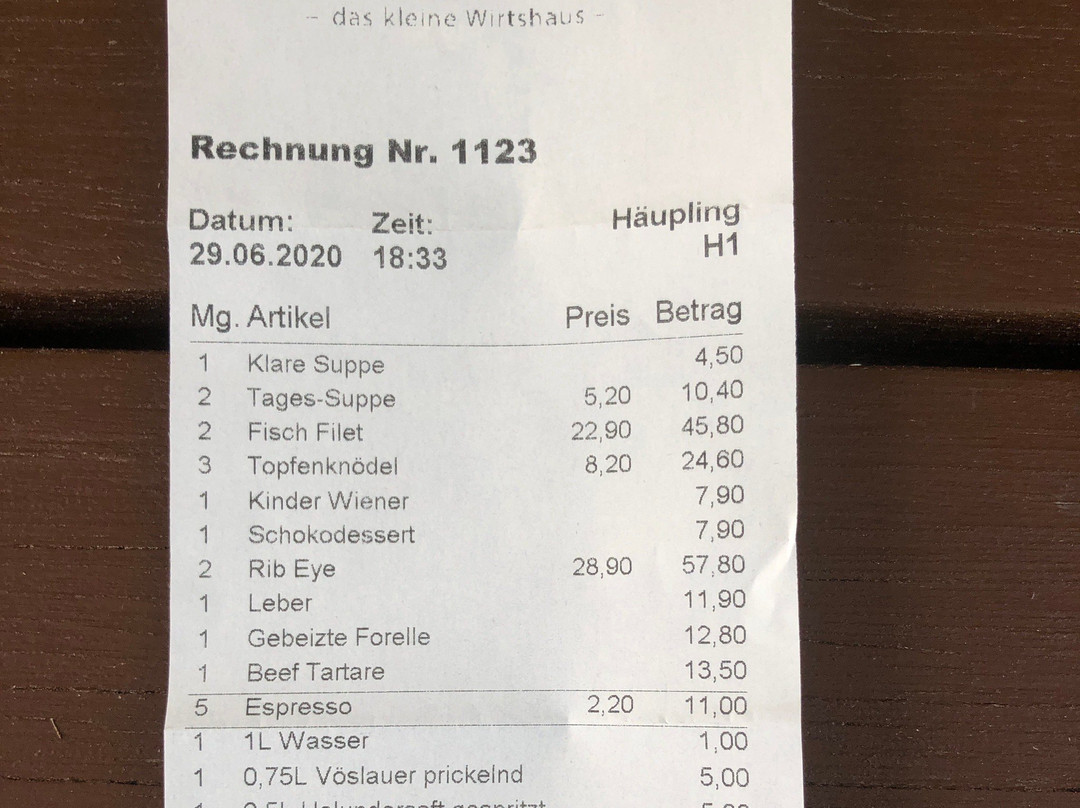 - das kleine Wirtshaus -
Rechnung Nr. 1123
Datum: Zeit: Häupling
29.06.2020 18:33 H1
Mg. Artikel Preis Betrag
1 Klare Suppe 4,50
2 Tages-Suppe 5,20 10,40
2 Fisch Filet 22,90 45,80
3 Topfenknödel 8,20 24,60
1 Kinder Wiener 7,90
1 Schokodessert 7,90
2 Rib Eye 28,90 57,80
1 Leber 11,90
1 Gebeizte Forelle 12,80
1 Beef Tartare 13,50
5 Espresso 2,20 11,00
1 1L Wasser 1,00
1 0,75L Vöslauer prickelnd 5,00